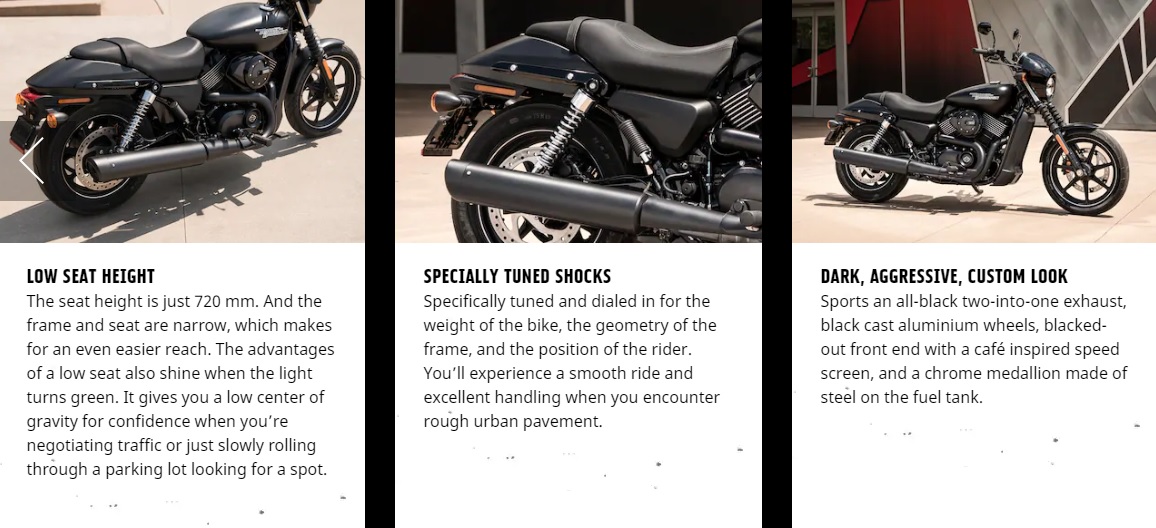 LOW SEAT HEIGHT
The seat height is just 720 mm. And the
frame and seat are narrow, which makes
for an even easier reach. The advantages
of a low seat also shine when the light
turns green. It gives you a low center of
gravity for confidence when you’re
negotiating traffic or just slowly rolling
through a parking lot looking for a spot.
SPECIALLY TUNED SHOCKS
Specifically tuned and dialed in for the
weight of the bike, the geometry of the
frame, and the position of the rider.
You’ll experience a smooth ride and
excellent handling when you encounter
rough urban pavement.
DARK, AGGRESSIVE, CUSTOM LOOK
Sports an all-black two-into-one exhaust,
black cast aluminium wheels, blacked-
out front end with a café inspired speed
screen, and a chrome medallion made of
steel on the fuel tank.